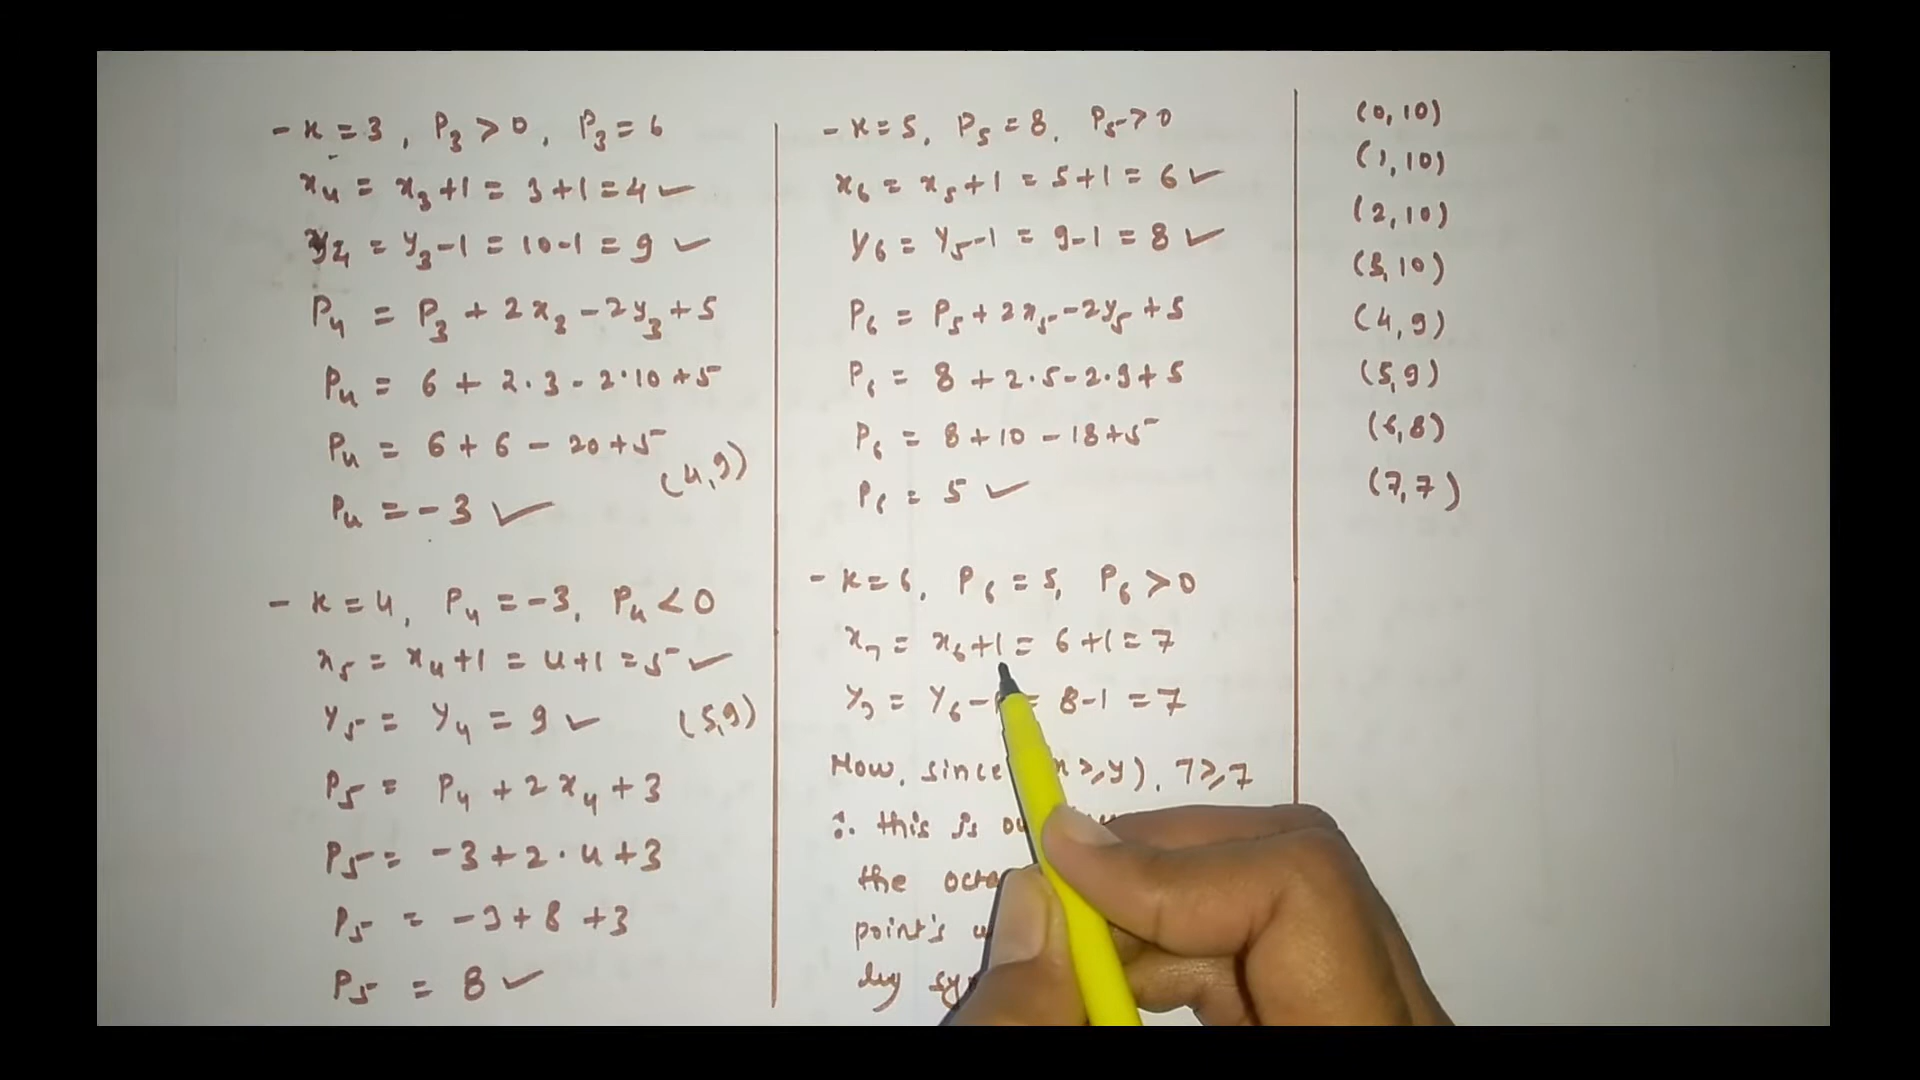 - K = 3, P₃ > 0, P₃ = 6
x₄ = x₃ + 1 = 3 + 1 = 4 ✓
y₄ = y₃ - 1 = 10 - 1 = 9 ✓
P₄ = P₃ + 2x₃ - 2y₃ + 5
P₄ = 6 + 2·3 - 2·10 + 5
P₄ = 6 + 6 - 20 + 5
(4,9)
P₄ = -3 ✓
- K = 4, P₄ = -3, P₄ < 0
x₅ = x₄ + 1 = 4 + 1 = 5 ✓
y₅ = y₄ = 9 ✓ (5,9)
P₅ = P₄ + 2x₄ + 3
P₅ = -3 + 2·4 + 3
P₅ = -3 + 8 + 3
P₅ = 8 ✓
- K = 5, P₅ = 8, P₅ > 0
x₆ = x₅ + 1 = 5 + 1 = 6 ✓
y₆ = y₅ - 1 = 9 - 1 = 8 ✓
P₆ = P₅ + 2x₅ - 2y₅ + 5
P₆ = 8 + 2·5 - 2·9 + 5
P₆ = 8 + 10 - 18 + 5
P₆ = 5 ✓
- K = 6, P₆ = 5, P₆ > 0
x₇ = x₆ + 1 = 6 + 1 = 7
y₇ = y₆ - 1 = 8 - 1 = 7
Now, since x ≥ y), 7 ≥ 7
∴ this is
the
point's
by
(0,10)
(1,10)
(2,10)
(3,10)
(4,9)
(5,9)
(6,8)
(7,7)